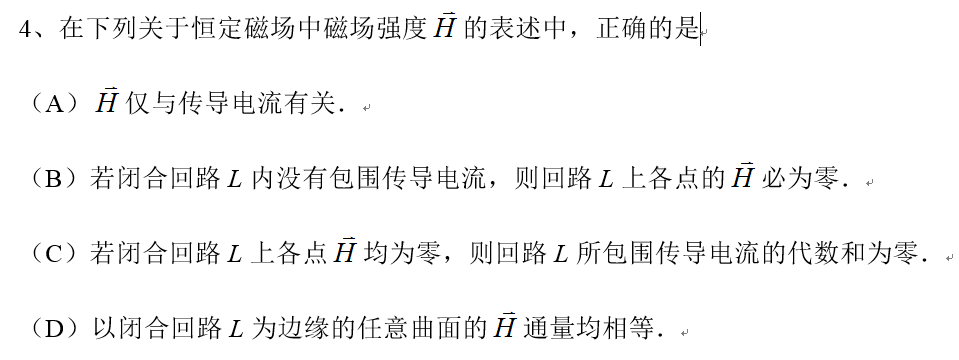 4、在下列关于恒定磁场中磁场强度 $\vec{H}$ 的表述中，正确的是
（A）$\vec{H}$ 仅与传导电流有关．
（B）若闭合回路 L 内没有包围传导电流，则回路 L 上各点的 $\vec{H}$ 必为零．
（C）若闭合回路 L 上各点 $\vec{H}$ 均为零，则回路 L 所包围传导电流的代数和为零．
（D）以闭合回路 L 为边缘的任意曲面的 $\vec{H}$ 通量均相等．